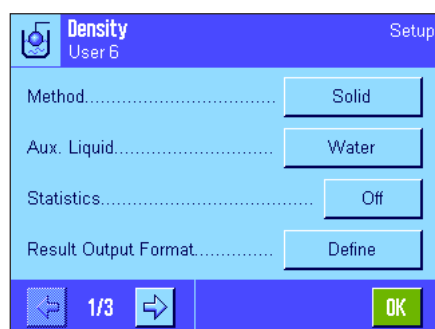 Density Setup
User 6
Method................................. Solid
Aux. Liquid........................... Water
Statistics..................................... Off
Result Output Format.............. Define
1/3 OK